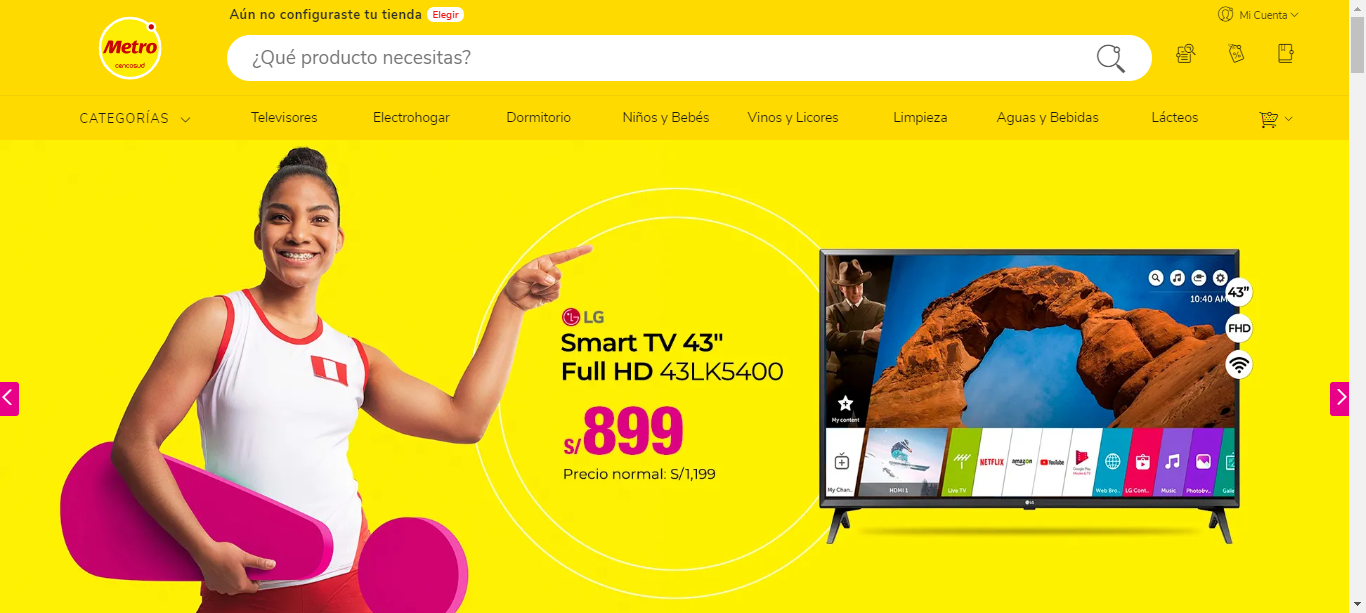 Aún no configuraste tu tienda Elegir
Mi Cuenta
Metro
cencosud
¿Qué producto necesitas?
CATEGORÍAS
Televisores
Electrohogar
Dormitorio
Niños y Bebés
Vinos y Licores
Limpieza
Aguas y Bebidas
Lácteos
LG
Smart TV 43"
Full HD 43LK5400
S/899
Precio normal: S/1,199
10:40 AM
43"
FHD
My content
My Chan..
HDMI 1
Live TV
NETFLIX
amazon
YouTube
Google Play
Web Bro..
LG Cont..
Music
Photo
LG